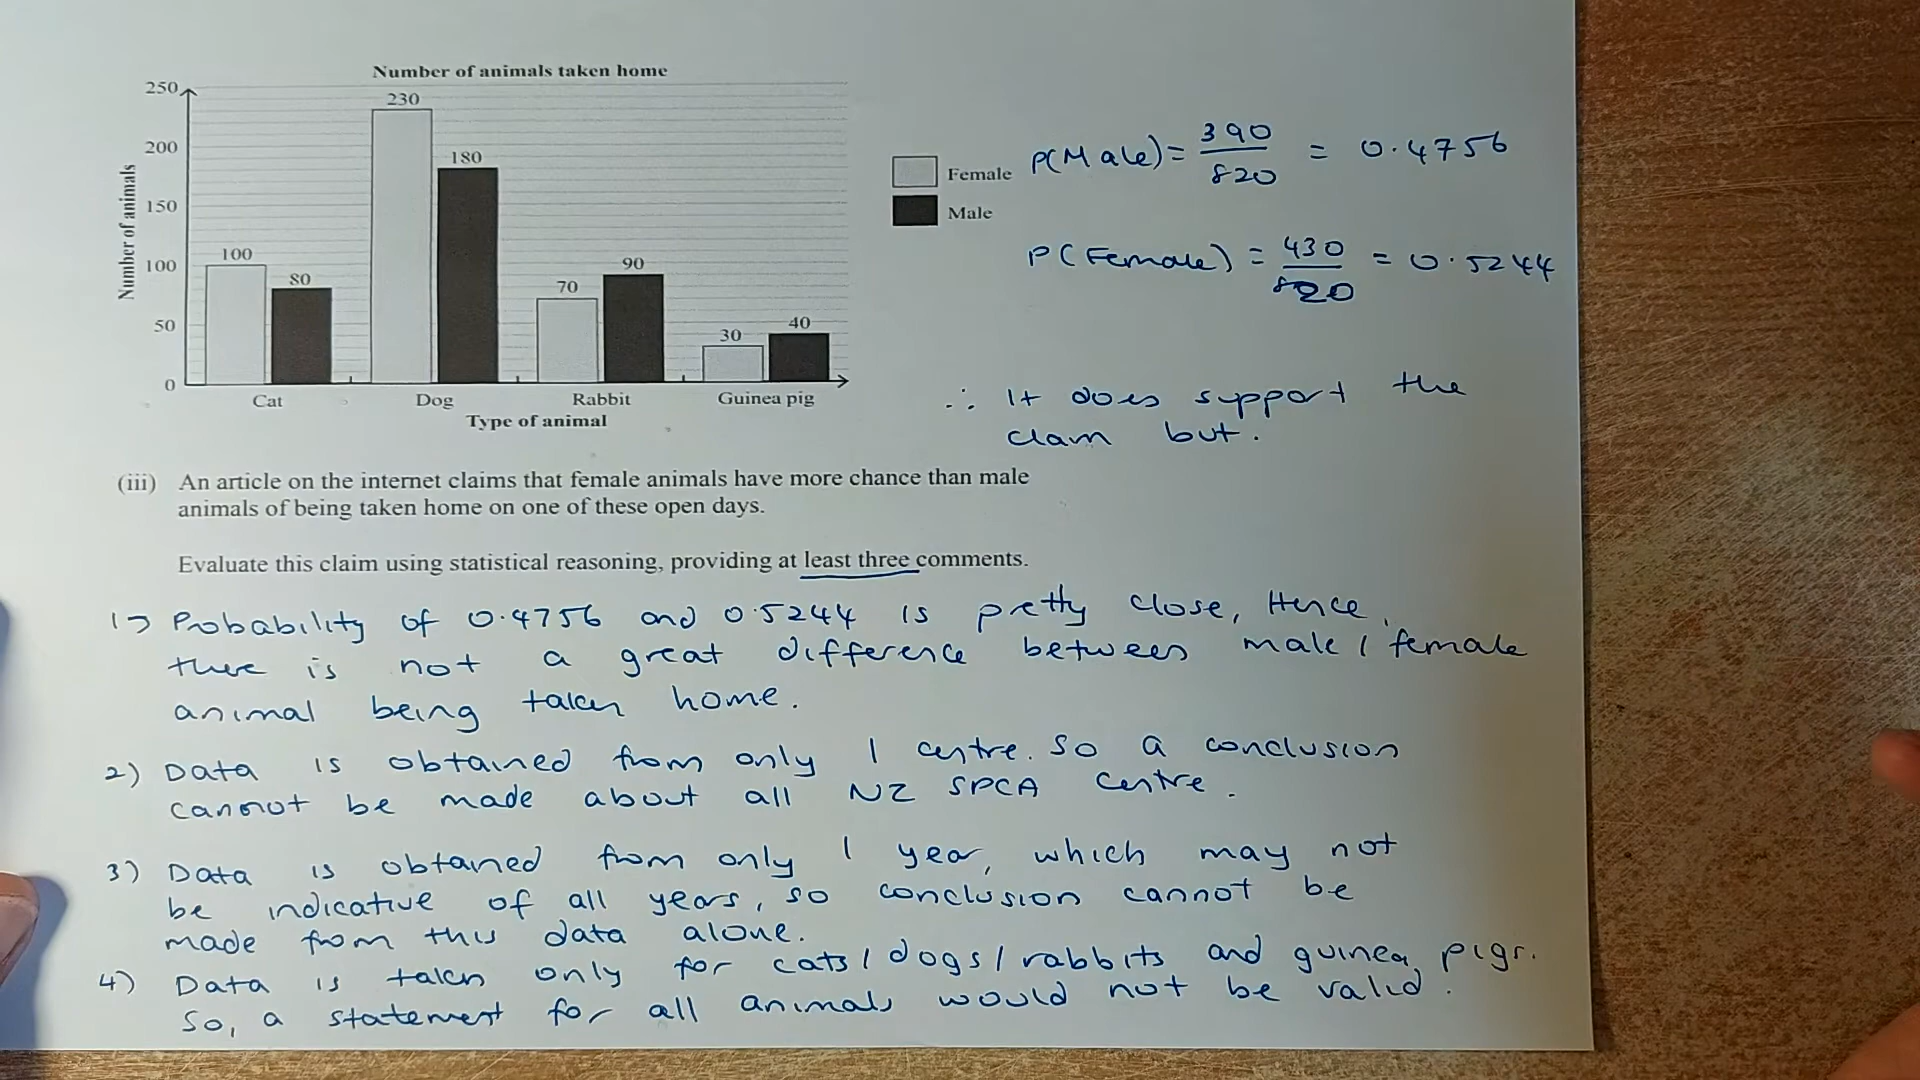 Number of animals taken home
250
200
150
100
50
0
Number of animals
100
80
230
180
70
90
30
40
Cat
Dog
Rabbit
Guinea pig
Type of animal
Female
Male
P(Male) = 390/820 = 0.4756
P(Female) = 430/820 = 0.5244
∴ It does support the
clam but.
(iii) An article on the internet claims that female animals have more chance than male
animals of being taken home on one of these open days.
Evaluate this claim using statistical reasoning, providing at least three comments.
1) Probability of 0.4756 and 0.5244 is pretty close, Hence,
there is not a great difference between male / female
animal being taken home.
2) Data is obtained from only 1 centre. So a conclusion
cannot be made about all NZ SPCA centre.
3) Data is obtained from only 1 year, which may not
be indicative of all years, so conclusion cannot be
made from this data alone.
4) Data is taken only for cats / dogs / rabbits and guinea pigs.
So, a statement for all animals would not be valid.